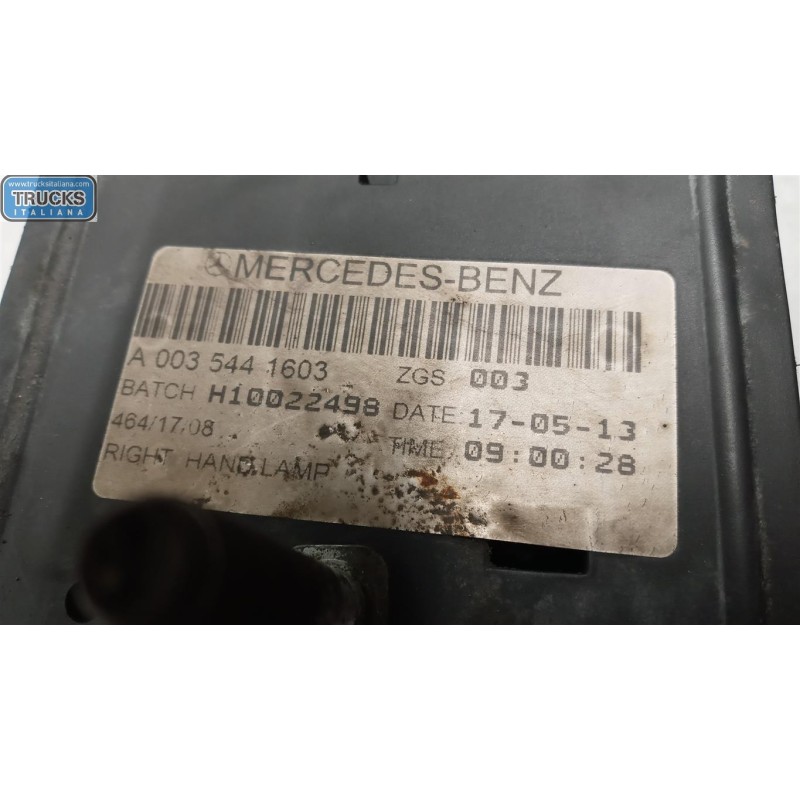 www.trucksitaliana.com
TRUCKS
ITALIANA
MERCEDES-BENZ
A 003 544 1603 ZGS 003
BATCH H10022498 DATE 17-05-13
464/17.08 TIME 09:00:28
RIGHT HAND LAMP